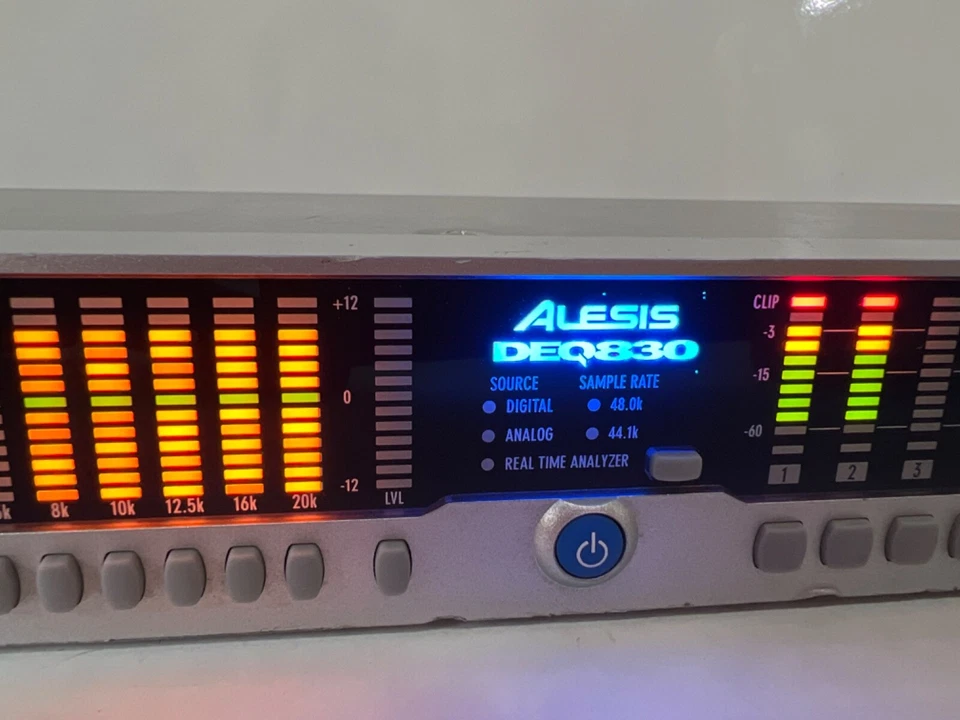 +12
0
-12
8k
10k
12.5k
16k
20k
LVL
ALESIS
DEQ830
SOURCE
SAMPLE RATE
DIGITAL
48.0k
ANALOG
44.1k
REAL TIME ANALYZER
CLIP
-3
-15
-60
1
2
3